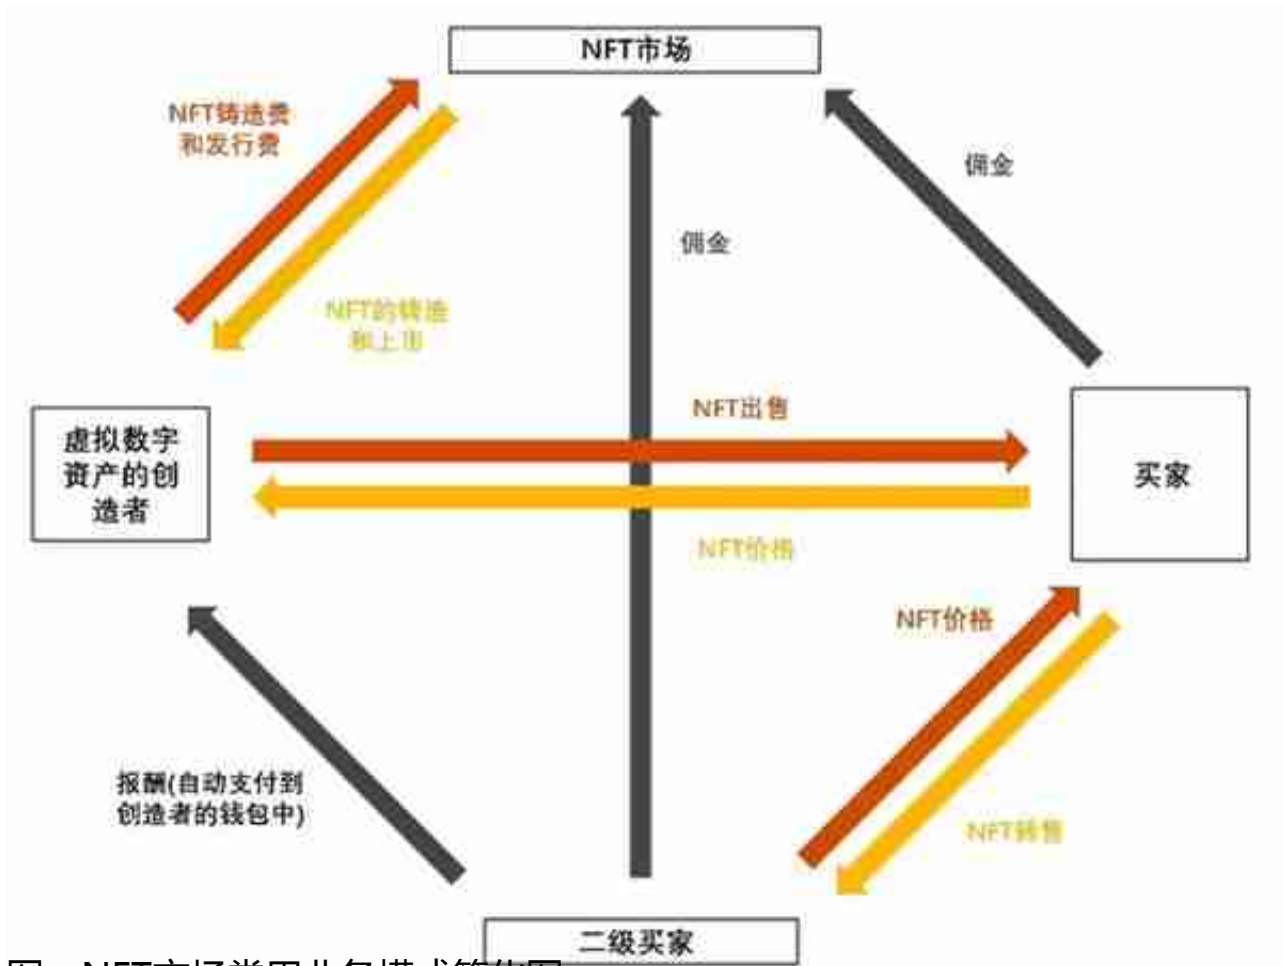 NFT市场
NFT铸造费
和发行费
佣金
佣金
NFT的铸造
和上市
NFT出售
虚拟数字
资产的创
造者
买家
NFT价格
NFT价格
报酬(自动支付到
创造者的钱包中)
NFT转售
二级买家